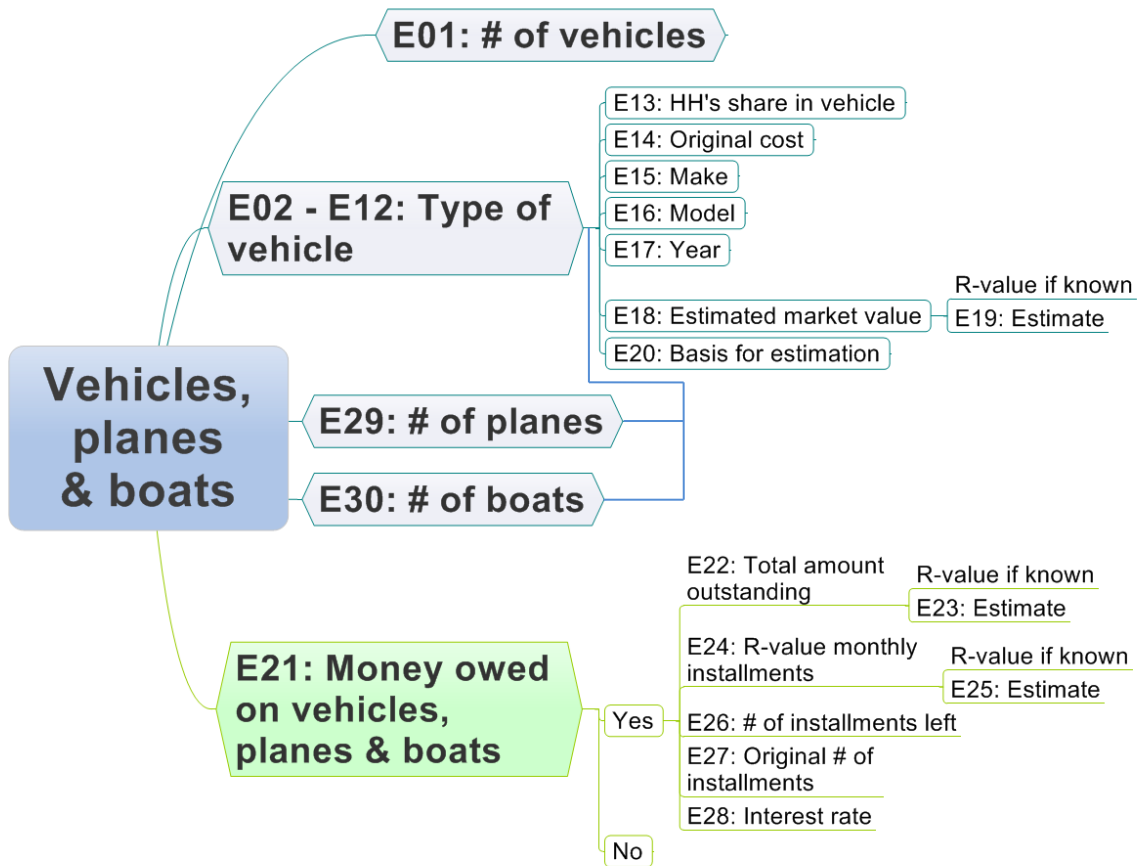 E01: # of vehicles
E13: HH's share in vehicle
E14: Original cost
E15: Make
E02 - E12: Type of
vehicle
E16: Model
E17: Year
R-value if known
E18: Estimated market value
E19: Estimate
E20: Basis for estimation
Vehicles,
planes
& boats
E29: # of planes
E30: # of boats
E22: Total amount
outstanding
R-value if known
E23: Estimate
E24: R-value monthly
installments
R-value if known
E25: Estimate
E21: Money owed
on vehicles,
planes & boats
Yes
E26: # of installments left
E27: Original # of
installments
E28: Interest rate
No